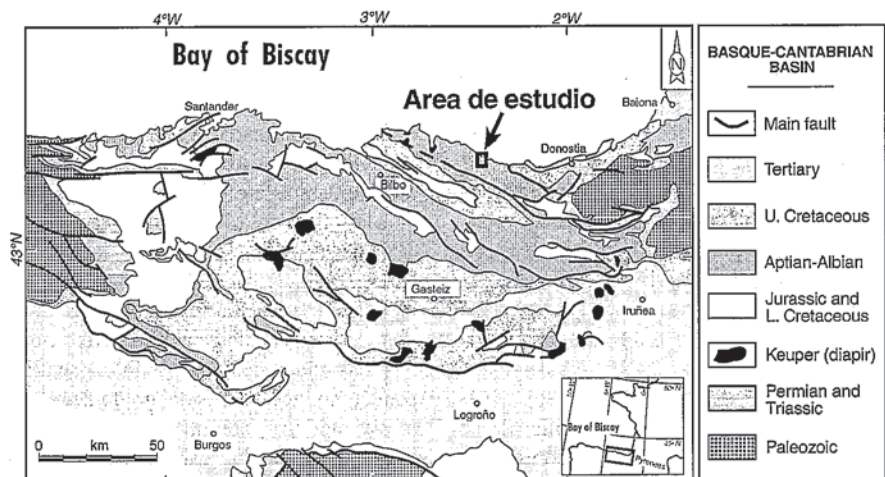 4°W
3°W
2°W
Bay of Biscay
N
Santander
Area de estudio
Baiona
Donostia
Bilbo
43°N
Gasteiz
Iruñea
Logroño
Burgos
0 km 50
Bay of Biscay
Pyrenees
BASQUE-CANTABRIAN
BASIN
Main fault
Tertiary
U. Cretaceous
Aptian-Albian
Jurassic and
L. Cretaceous
Keuper (diapir)
Permian and
Triassic
Paleozoic